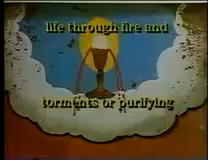 life through fire and
torments or purifying